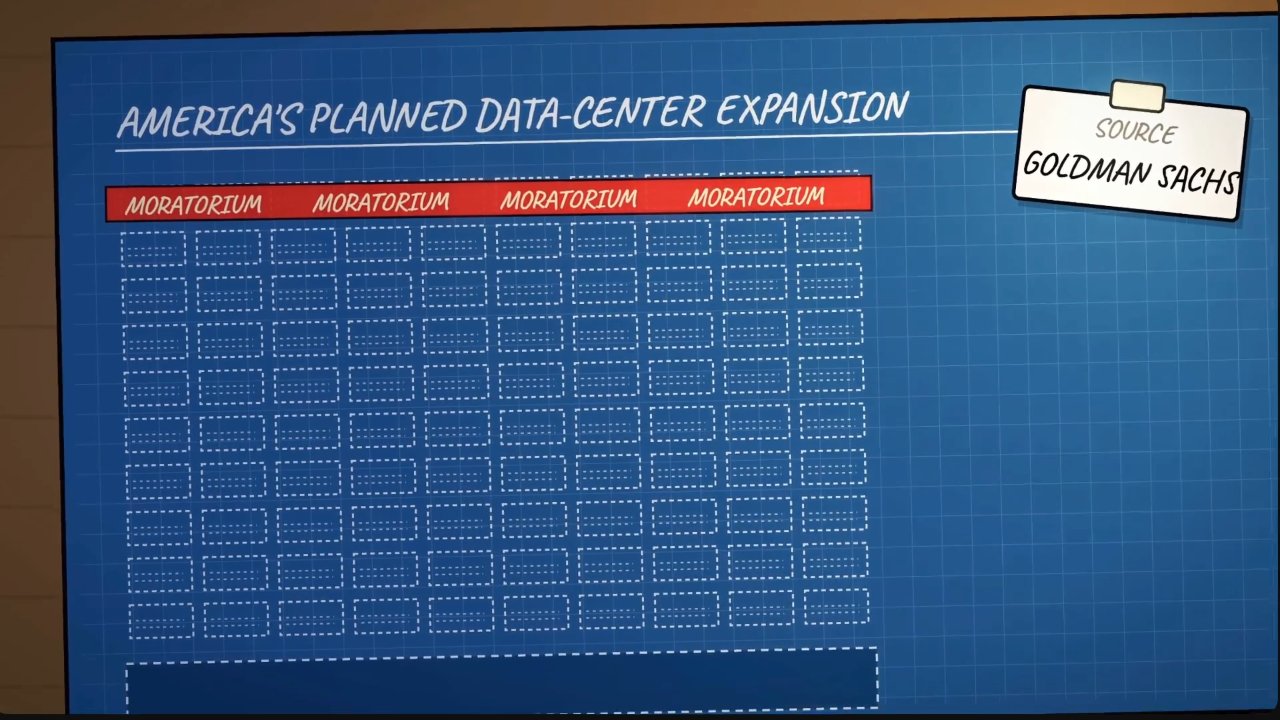 AMERICA'S PLANNED DATA-CENTER EXPANSION
SOURCE
GOLDMAN SACHS
MORATORIUM MORATORIUM MORATORIUM MORATORIUM